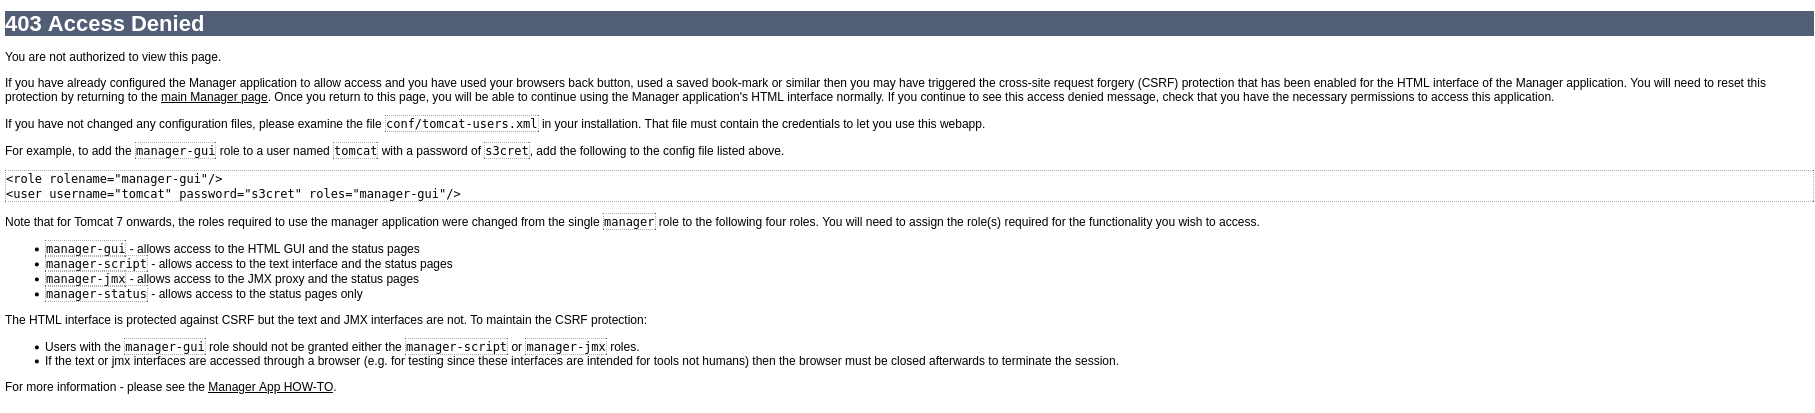 403 Access Denied
You are not authorized to view this page.
If you have already configured the Manager application to allow access and you have used your browsers back button, used a saved book-mark or similar then you may have triggered the cross-site request forgery (CSRF) protection that has been enabled for the HTML interface of the Manager application. You will need to reset this
protection by returning to the main Manager page. Once you return to this page, you will be able to continue using the Manager application's HTML interface normally. If you continue to see this access denied message, check that you have the necessary permissions to access this application.
If you have not changed any configuration files, please examine the file conf/tomcat-users.xml in your installation. That file must contain the credentials to let you use this webapp.
For example, to add the manager-gui role to a user named tomcat with a password of s3cret, add the following to the config file listed above.
<role rolename="manager-gui"/>
<user username="tomcat" password="s3cret" roles="manager-gui"/>
Note that for Tomcat 7 onwards, the roles required to use the manager application were changed from the single manager role to the following four roles. You will need to assign the role(s) required for the functionality you wish to access.
• manager-gui - allows access to the HTML GUI and the status pages
• manager-script - allows access to the text interface and the status pages
• manager-jmx - allows access to the JMX proxy and the status pages
• manager-status - allows access to the status pages only
The HTML interface is protected against CSRF but the text and JMX interfaces are not. To maintain the CSRF protection:
• Users with the manager-gui role should not be granted either the manager-script or manager-jmx roles.
• If the text or jmx interfaces are accessed through a browser (e.g. for testing since these interfaces are intended for tools not humans) then the browser must be closed afterwards to terminate the session.
For more information - please see the Manager App HOW-TO.